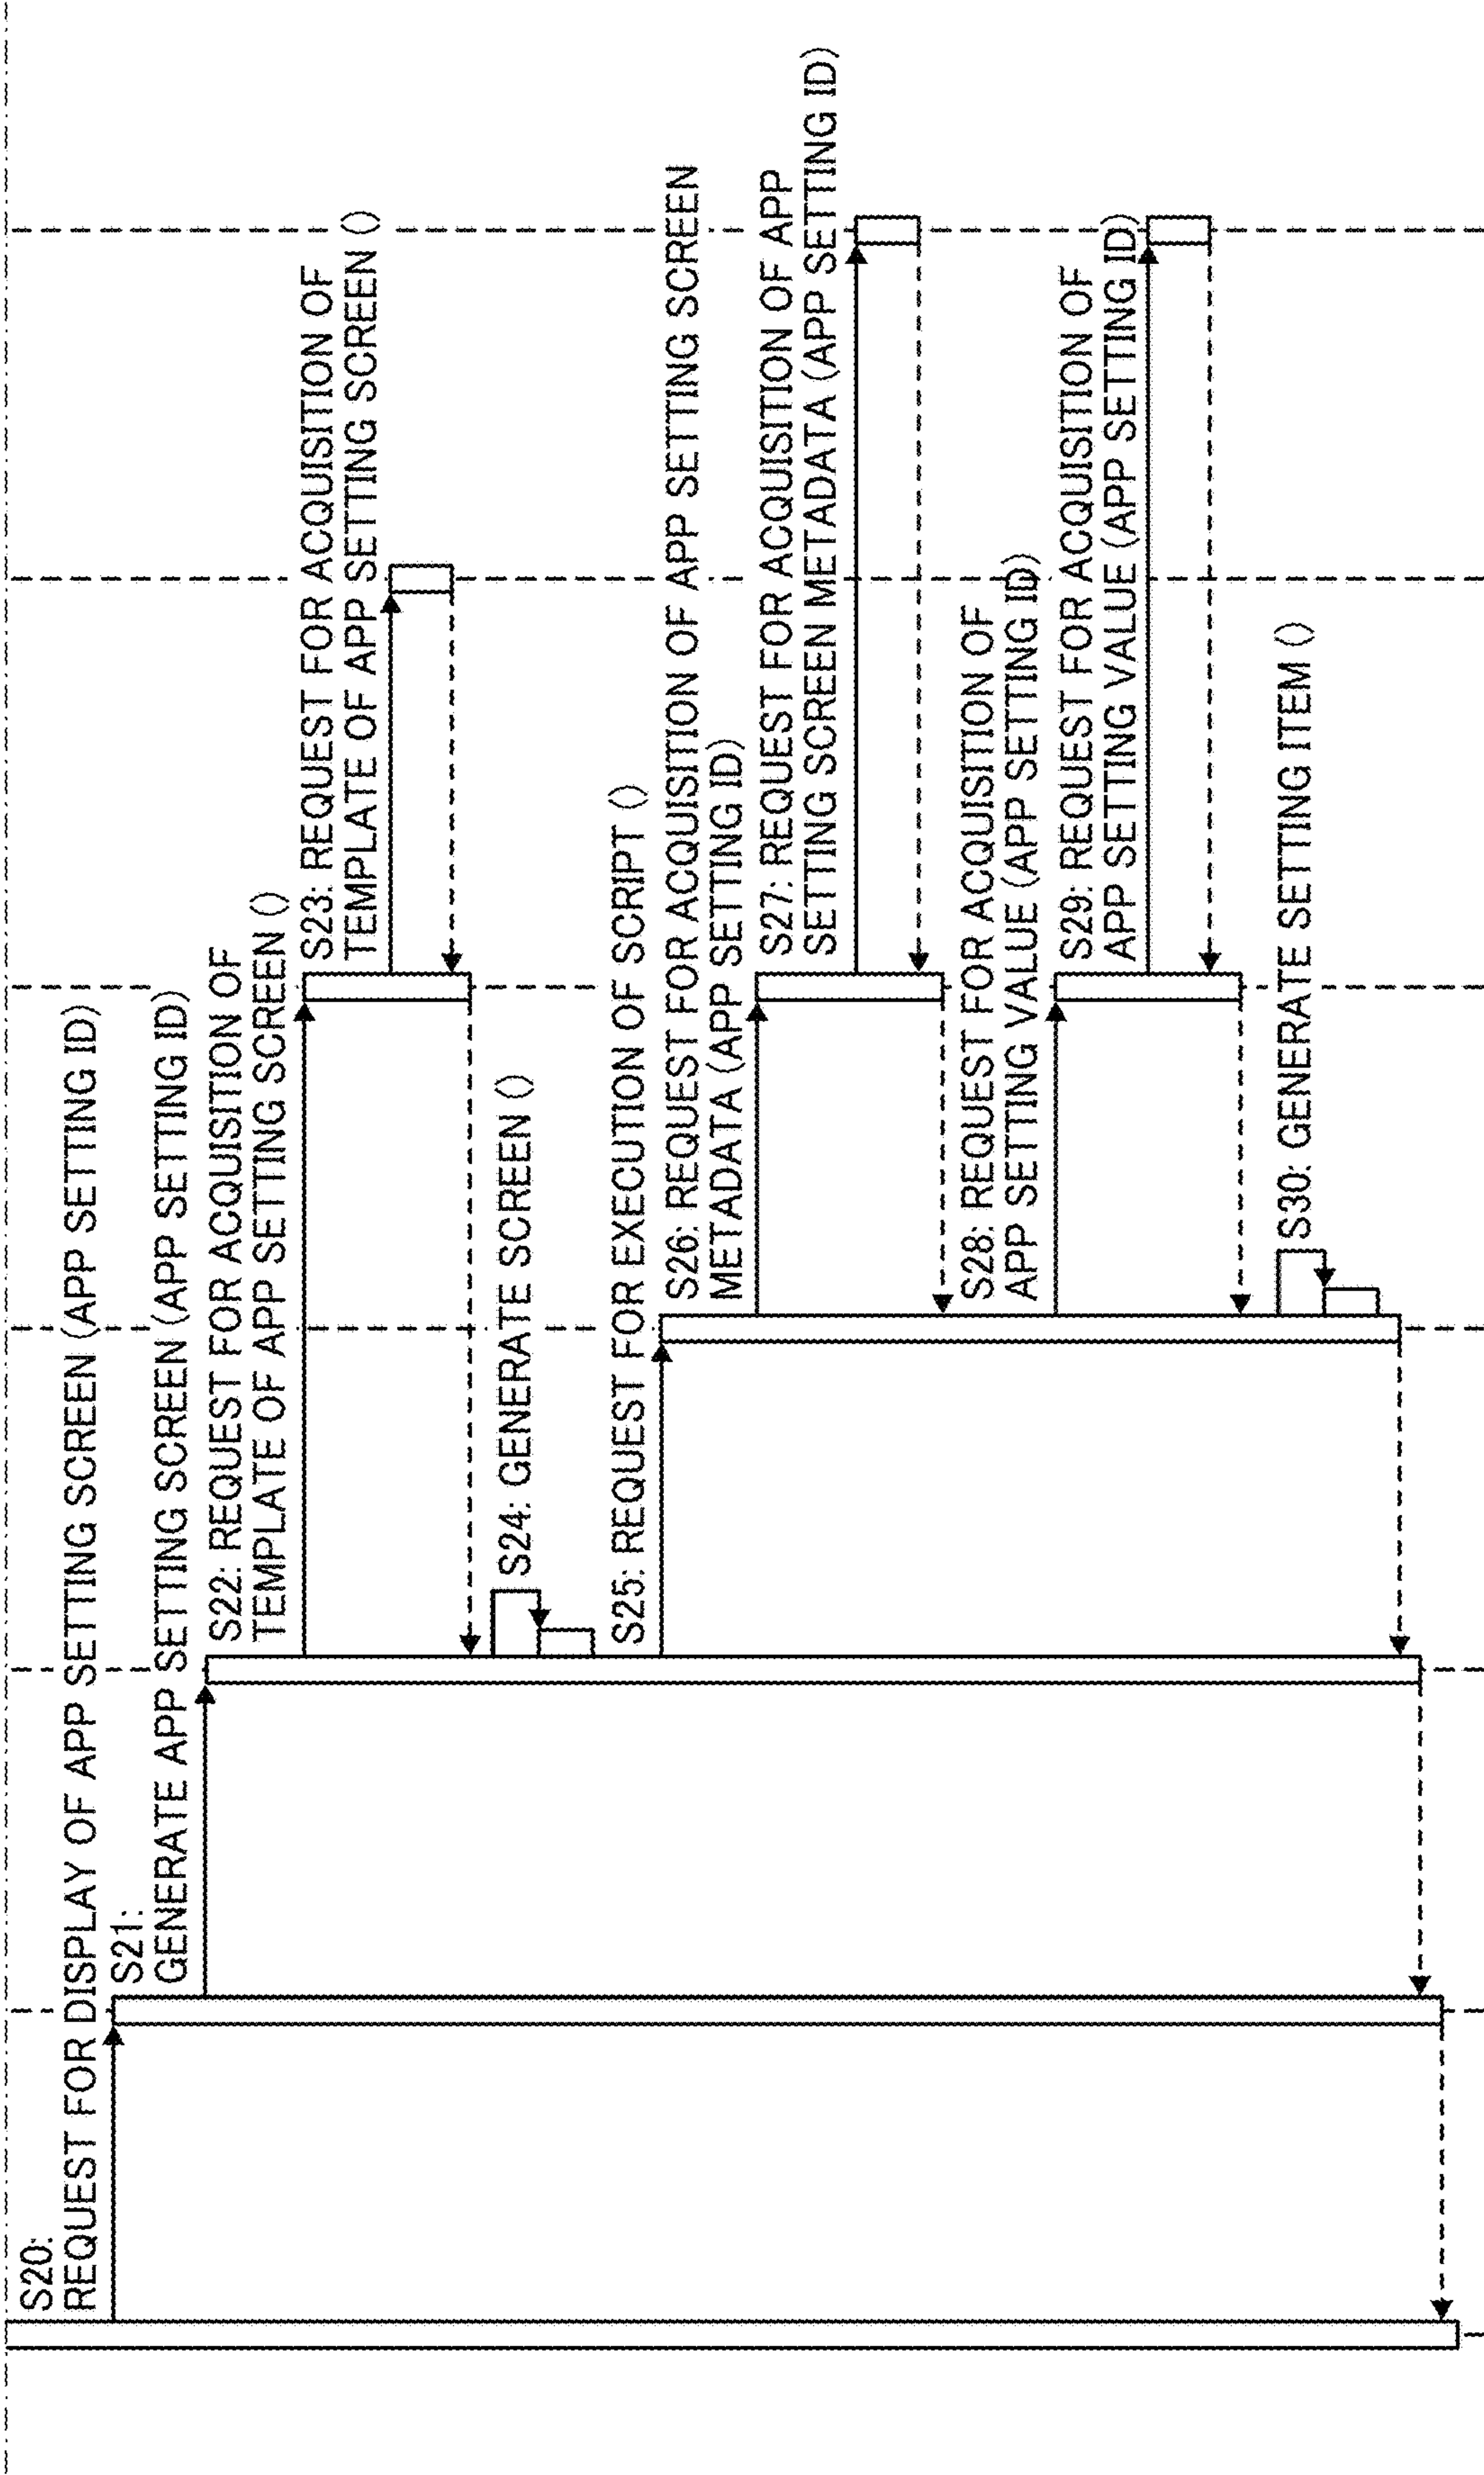 S20:
REQUEST FOR DISPLAY OF APP SETTING SCREEN (APP SETTING ID)
S21:
GENERATE APP SETTING SCREEN (APP SETTING ID)
S22: REQUEST FOR ACQUISITION OF
TEMPLATE OF APP SETTING SCREEN ()
S23: REQUEST FOR ACQUISITION OF
TEMPLATE OF APP SETTING SCREEN ()
S24: GENERATE SCREEN ()
S25: REQUEST FOR EXECUTION OF SCRIPT ()
S26: REQUEST FOR ACQUISITION OF APP SETTING SCREEN
METADATA (APP SETTING ID)
S27: REQUEST FOR ACQUISITION OF APP
SETTING SCREEN METADATA (APP SETTING ID)
S28: REQUEST FOR ACQUISITION OF
APP SETTING VALUE (APP SETTING ID)
S29: REQUEST FOR ACQUISITION OF
APP SETTING VALUE (APP SETTING ID)
S30: GENERATE SETTING ITEM ()